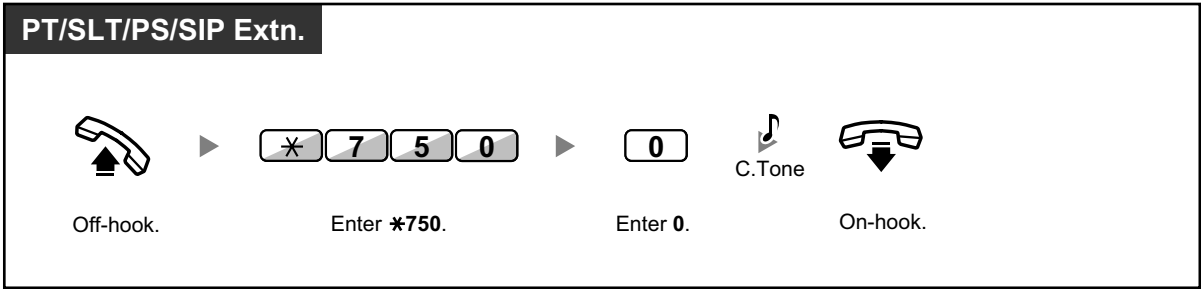 PT/SLT/PS/SIP Extn.
* 7 5 0 0
C.Tone
Off-hook. Enter *750. Enter 0. On-hook.